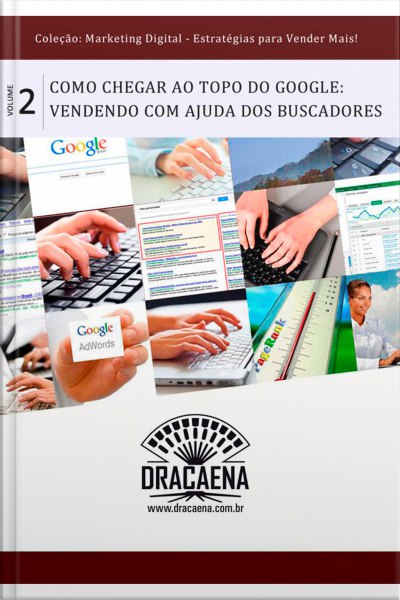 Coleção: Marketing Digital - Estratégias para Vender Mais!
VOLUME
2
COMO CHEGAR AO TOPO DO GOOGLE:
VENDENDO COM AJUDA DOS BUSCADORES
Google
Google
AdWords
PageRank
DRACAENA
www.dracaena.com.br